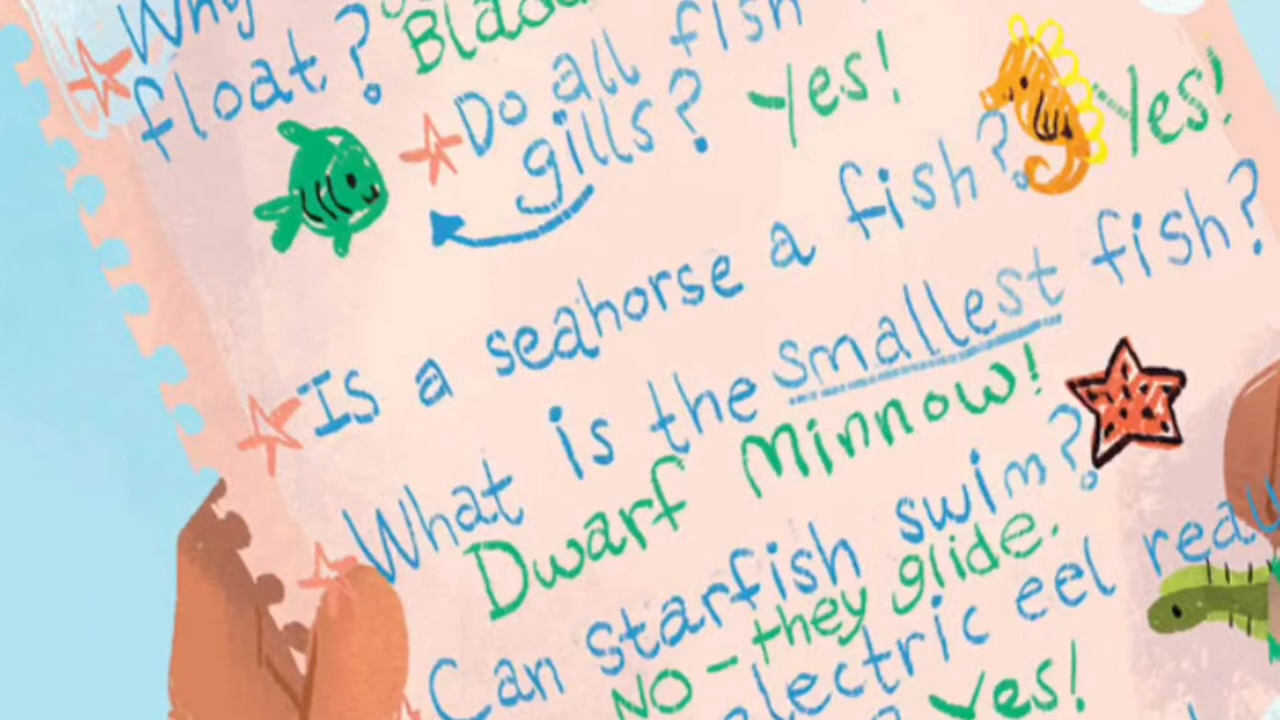 Why
float?
Do all fish
gills? Yes!
Is a seahorse a fish? Yes!
What is the smallest fish?
Dwarf Minnow!
Can starfish swim?
NO - they glide.
eel
Yes!